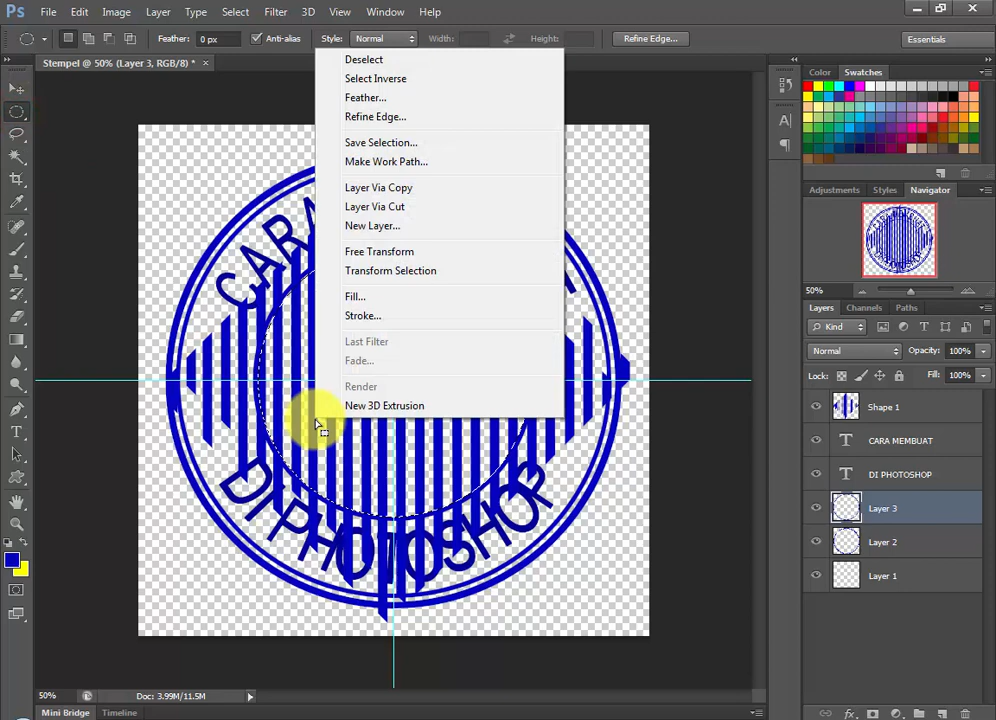 Ps File Edit Image Layer Type Select Filter 3D View Window Help
Feather: 0 px Anti-alias Style: Normal Width: Height: Refine Edge... Essentials
Stempel @ 50% (Layer 3, RGB/8) * ×
Deselect
Select Inverse
Feather...
Refine Edge...
Save Selection...
Make Work Path...
Layer Via Copy
Layer Via Cut
New Layer...
Free Transform
Transform Selection
Fill...
Stroke...
Last Filter
Fade...
Render
New 3D Extrusion
CARA
DI PHOTOSHOP
Color Swatches
Adjustments Styles Navigator
50%
Layers Channels Paths
Kind
Normal Opacity: 100%
Lock: Fill: 100%
Shape 1
T CARA MEMBUAT
T DI PHOTOSHOP
Layer 3
Layer 2
Layer 1
50% Doc: 3.99M/11.5M
Mini Bridge Timeline